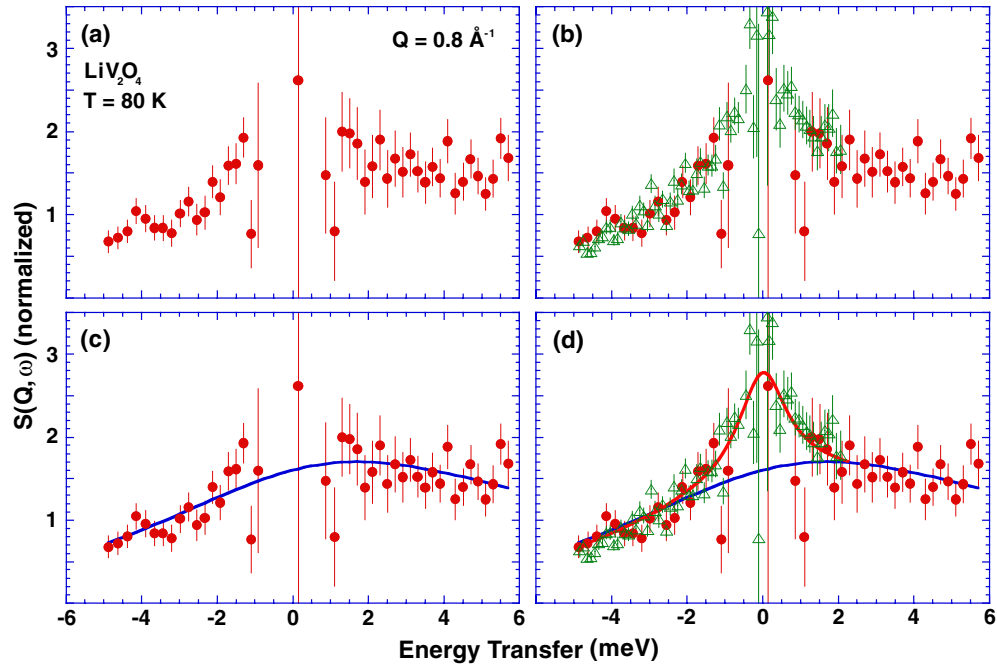 (a)
Q = 0.8 Å⁻¹
LiV₂O₄
T = 80 K
(b)
3
2
1
(c)
(d)
3
2
1
S(Q, ω) (normalized)
-6 -4 -2 0 2 4 6 -4 -2 0 2 4 6
Energy Transfer (meV)